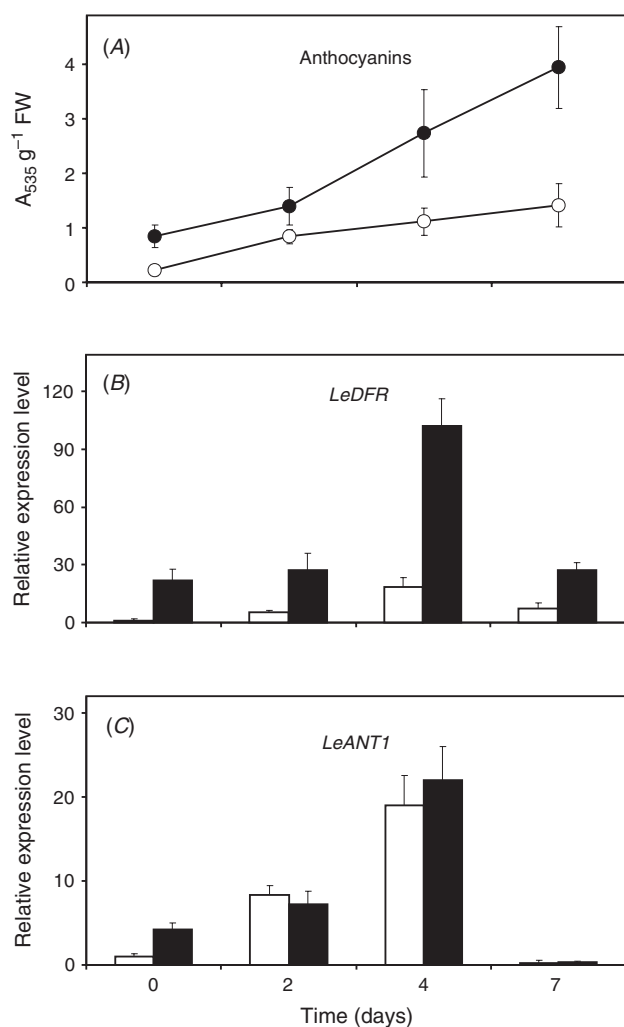 (A)
Anthocyanins
A535 g−1 FW
4
3
2
1
0
(B)
LeDFR
Relative expression level
120
90
60
30
0
(C)
LeANT1
Relative expression level
30
20
10
0
0 2 4 7
Time (days)